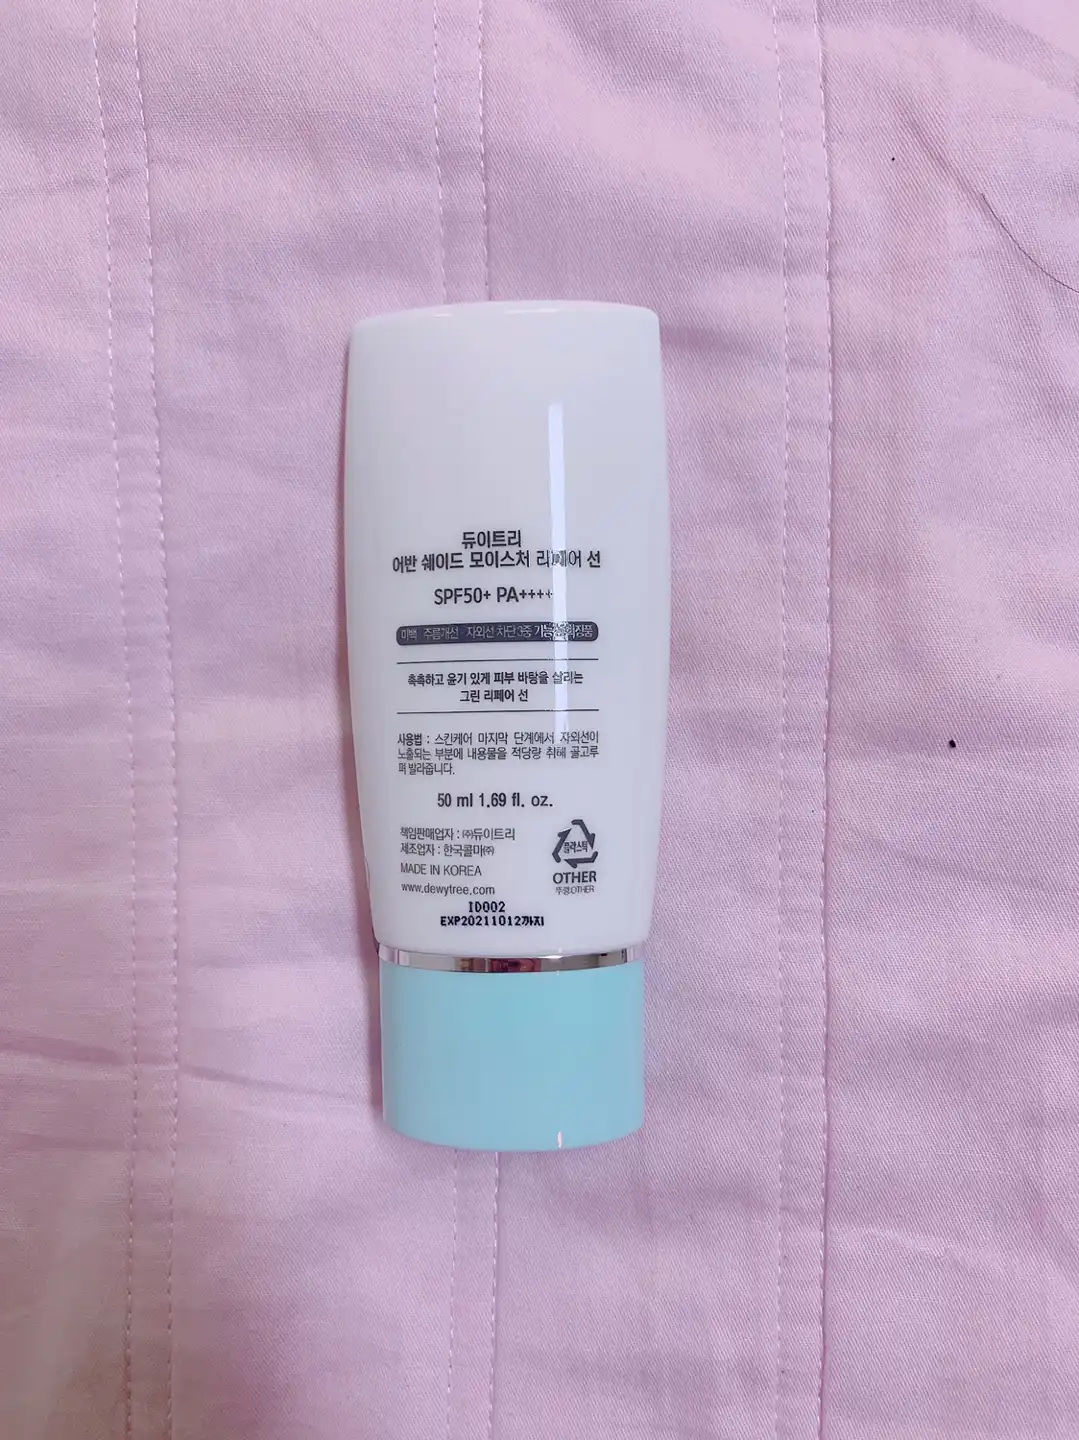 듀이트리
어반 쉐이드 모이스처 리페어 선
SPF50+ PA++++
미백 · 주름개선 · 자외선 차단 3중 기능성화장품
촉촉하고 윤기 있게 피부 바탕을 살리는
그린 리페어 선
사용법 : 스킨케어 마지막 단계에서 자외선이
노출되는 부분에 내용물을 적당량 취해 골고루
펴 발라줍니다.
50 ml 1.69 fl. oz.
책임판매업자 : ㈜듀이트리
제조업자 : 한국콜마㈜
MADE IN KOREA
www.dewytree.com
플라스틱
OTHER
뚜껑:OTHER
ID002
EXP20211012까지